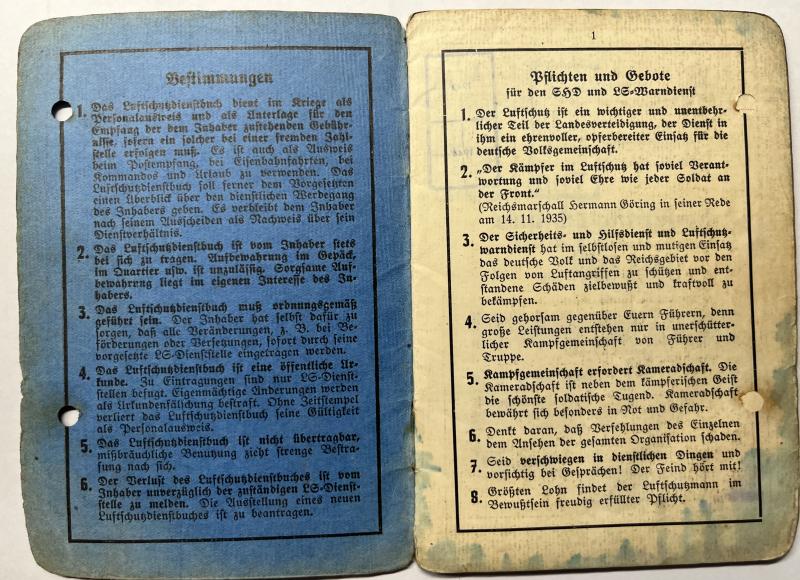 Bestimmungen
1. Das Luftschutzdienstbuch dient im Kriege als
Personalausweis und als Unterlage für den
Empfang der dem Inhaber zustehenden Gebühr-
nisse, sofern ein solcher bei einer fremden Zahl-
stelle erfolgen muß. Es ist auch als Ausweis
beim Postempfang, bei Eisenbahnfahrten, bei
Kommandos und Urlaub zu verwenden. Das
Luftschutzdienstbuch soll ferner dem Vorgesetzten
einen Überblick über den dienstlichen Werdegang
des Inhabers geben. Es verbleibt dem Inhaber
nach seinem Ausscheiden als Nachweis über sein
Dienstverhältnis.
2. Das Luftschutzdienstbuch ist vom Inhaber stets
bei sich zu tragen. Aufbewahrung im Gepäck,
im Quartier usw. ist unzulässig. Sorgsame Auf-
bewahrung liegt im eigenen Interesse des In-
habers.
3. Das Luftschutzdienstbuch muß ordnungsgemäß
geführt sein. Der Inhaber hat selbst dafür zu
sorgen, daß alle Veränderungen, z. B. bei Be-
förderungen oder Versetzungen, sofort durch seine
vorgesetzte LS-Dienststelle eingetragen werden.
4. Das Luftschutzdienstbuch ist eine öffentliche Ur-
kunde. Zu Eintragungen sind nur LS-Dienst-
stellen befugt. Eigenmächtige Änderungen werden
als Urkundenfälschung bestraft. Ohne Zeitstempel
verliert das Luftschutzdienstbuch seine Gültigkeit
als Personalausweis.
5. Das Luftschutzdienstbuch ist nicht übertragbar,
mißbräuchliche Benutzung zieht strenge Bestra-
fung nach sich.
6. Der Verlust des Luftschutzdienstbuches ist vom
Inhaber unverzüglich der zuständigen LS-Dienst-
stelle zu melden. Die Ausstellung eines neuen
Luftschutzdienstbuches ist zu beantragen.
1
Pflichten und Gebote
für den SHD und LS-Warndienst
1. Der Luftschutz ist ein wichtiger und unentbehr-
licher Teil der Landesverteidigung, der Dienst in
ihm ein ehrenvoller, opferbereiter Einsatz für die
deutsche Volksgemeinschaft.
2. „Der Kämpfer im Luftschutz hat soviel Verant-
wortung und soviel Ehre wie jeder Soldat an
der Front.“
(Reichsmarschall Hermann Göring in seiner Rede
am 14. 11. 1935)
3. Der Sicherheits- und Hilfsdienst und Luftschutz-
warndienst hat im selbstlosen und mutigen Einsatz
das deutsche Volk und das Reichsgebiet vor den
Folgen von Luftangriffen zu schützen und ent-
standene Schäden zielbewußt und kraftvoll zu
bekämpfen.
4. Seid gehorsam gegenüber Euern Führern, denn
große Leistungen entstehen nur in unerschütter-
licher Kampfgemeinschaft von Führer und
Truppe.
5. Kampfgemeinschaft erfordert Kameradschaft. Die
Kameradschaft ist neben dem kämpferischen Geist
die schönste soldatische Tugend. Kameradschaft
bewährt sich besonders in Not und Gefahr.
6. Denkt daran, daß Verfehlungen des Einzelnen
dem Ansehen der gesamten Organisation schaden.
7. Seid verschwiegen in dienstlichen Dingen und
vorsichtig bei Gesprächen! Der Feind hört mit!
8. Größten Lohn findet der Luftschutzmann im
Bewußtsein freudig erfüllter Pflicht.